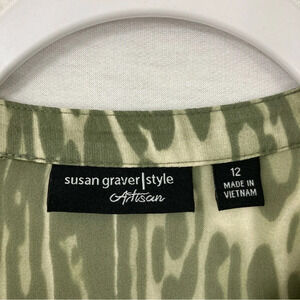 susan graver|style
Artisan
12
MADE IN
VIETNAM